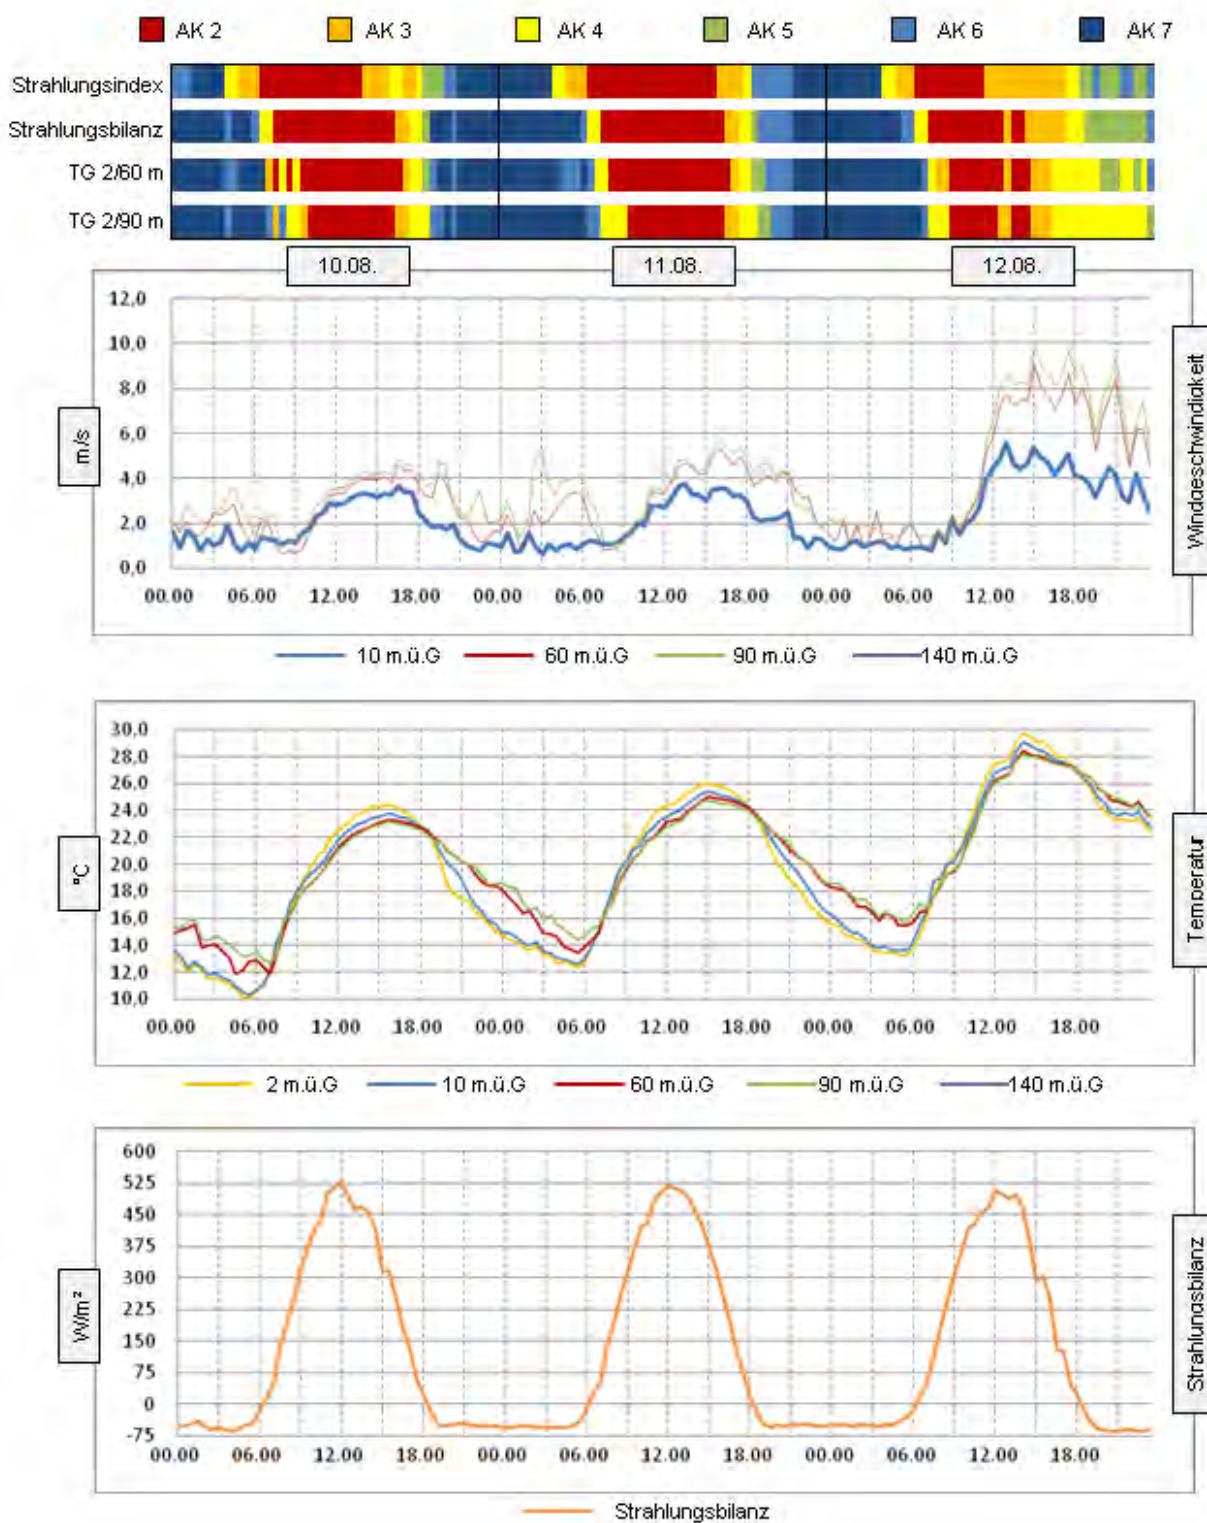 AK 2 AK 3 AK 4 AK 5 AK 6 AK 7
Strahlungsindex
Strahlungsbilanz
TG 2/60 m
TG 2/90 m
10.08. 11.08. 12.08.
12,0
10,0
8,0
6,0
4,0
2,0
0,0
m/s
Windgeschwindigkeit
00.00 06.00 12.00 18.00 00.00 06.00 12.00 18.00 00.00 06.00 12.00 18.00
10 m.ü.G 60 m.ü.G 90 m.ü.G 140 m.ü.G
30,0
28,0
26,0
24,0
22,0
20,0
18,0
16,0
14,0
12,0
10,0
°C
Temperatur
00.00 06.00 12.00 18.00 00.00 06.00 12.00 18.00 00.00 06.00 12.00 18.00
2 m.ü.G 10 m.ü.G 60 m.ü.G 90 m.ü.G 140 m.ü.G
600
525
450
375
300
225
150
75
0
-75
W/m²
Strahlungsbilanz
00.00 06.00 12.00 18.00 00.00 06.00 12.00 18.00 00.00 06.00 12.00 18.00
Strahlungsbilanz